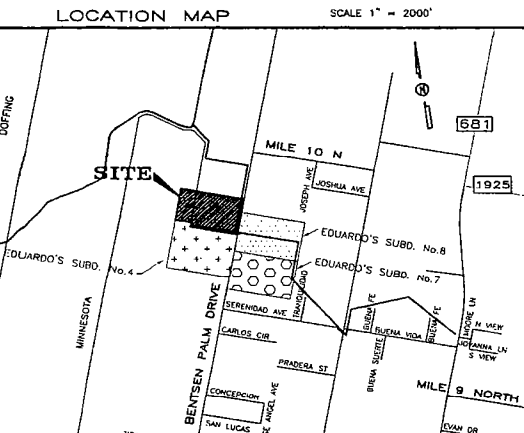 LOCATION MAP
SCALE 1" = 2000'
DOFFING
681
MILE 10 N
1925
SITE
JOSEPH AVE
JOSHUA AVE
EDUARDO'S SUBD. No.8
EDUARDO'S SUBD. No.4
EDUARDO'S SUBD. No.7
MINNESOTA
BENTSEN PALM DRIVE
SERENIDAD AVE
TRANQUILIDAD
CARLOS CIR
BUENA FE
BUENA VIDA
BUENA FE
MOORE LN
N VIEW
JOVANNA LN
S VIEW
PRADERA ST
BUENA SUERTE
MILE 9 NORTH
CONCEPCION
DE ANGEL AVE
SAN LUCAS
EVAN DR